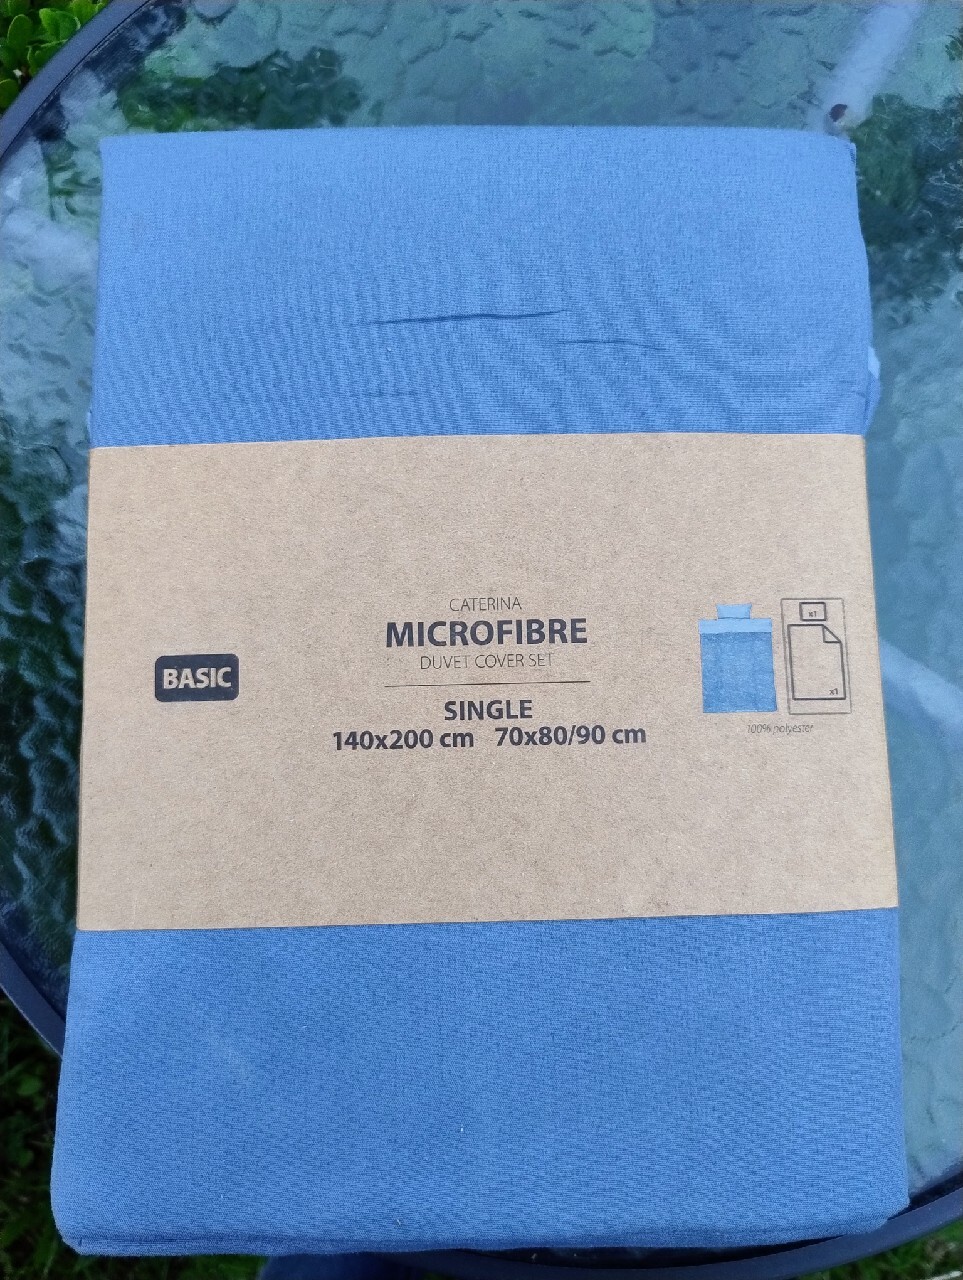 CATERINA
MICROFIBRE
DUVET COVER SET
BASIC
SINGLE
140x200 cm 70x80/90 cm
x1
x1
100% polyester